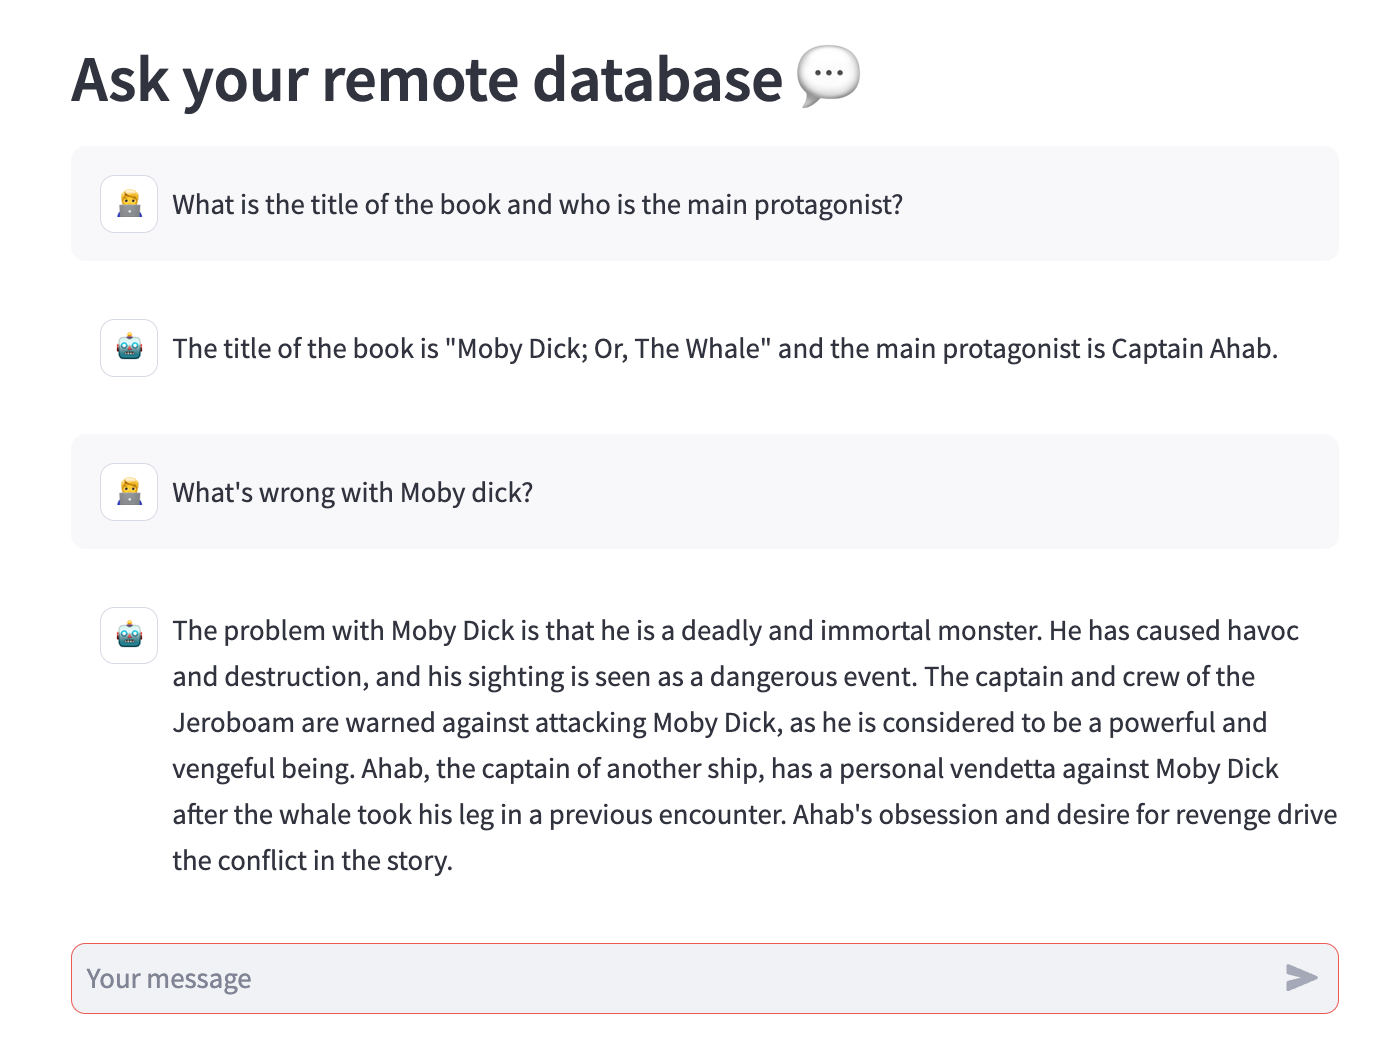 Ask your remote database 💬
What is the title of the book and who is the main protagonist?
The title of the book is "Moby Dick; Or, The Whale" and the main protagonist is Captain Ahab.
What's wrong with Moby dick?
The problem with Moby Dick is that he is a deadly and immortal monster. He has caused havoc
and destruction, and his sighting is seen as a dangerous event. The captain and crew of the
Jeroboam are warned against attacking Moby Dick, as he is considered to be a powerful and
vengeful being. Ahab, the captain of another ship, has a personal vendetta against Moby Dick
after the whale took his leg in a previous encounter. Ahab's obsession and desire for revenge drive
the conflict in the story.
Your message